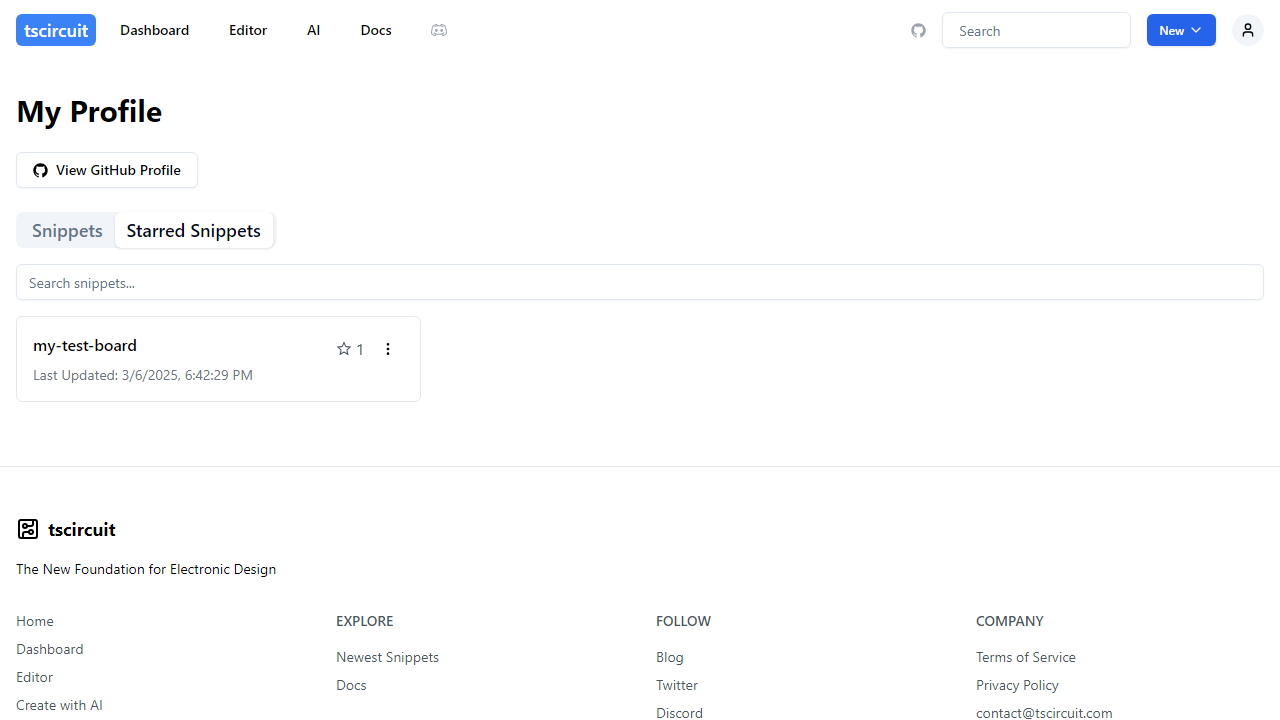 tscircuit Dashboard Editor AI Docs Search New
My Profile
View GitHub Profile
Snippets Starred Snippets
Search snippets...
my-test-board 1
Last Updated: 3/6/2025, 6:42:29 PM
tscircuit
The New Foundation for Electronic Design
Home
Dashboard
Editor
Create with AI
EXPLORE
Newest Snippets
Docs
FOLLOW
Blog
Twitter
Discord
COMPANY
Terms of Service
Privacy Policy
contact@tscircuit.com